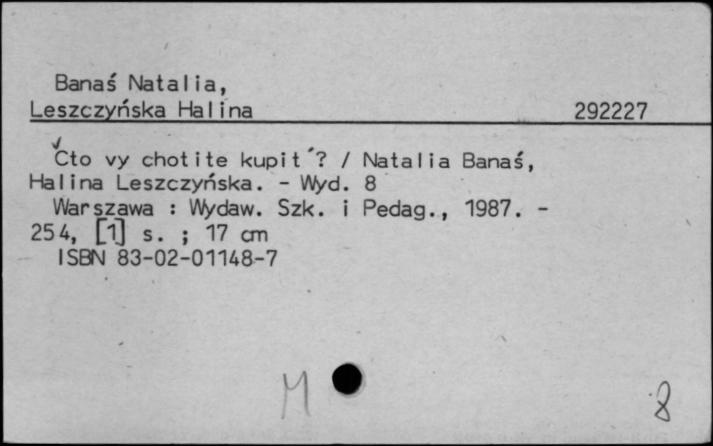 Banaś Natalia,
Leszczyńska Halina 292227
Čto vy chotite kupit´? / Natalia Banaś,
Halina Leszczyńska. - Wyd. 8
Warszawa : Wydaw. Szk. i Pedag., 1987. -
254, [1] s. ; 17 cm
ISBN 83-02-01148-7
M 8